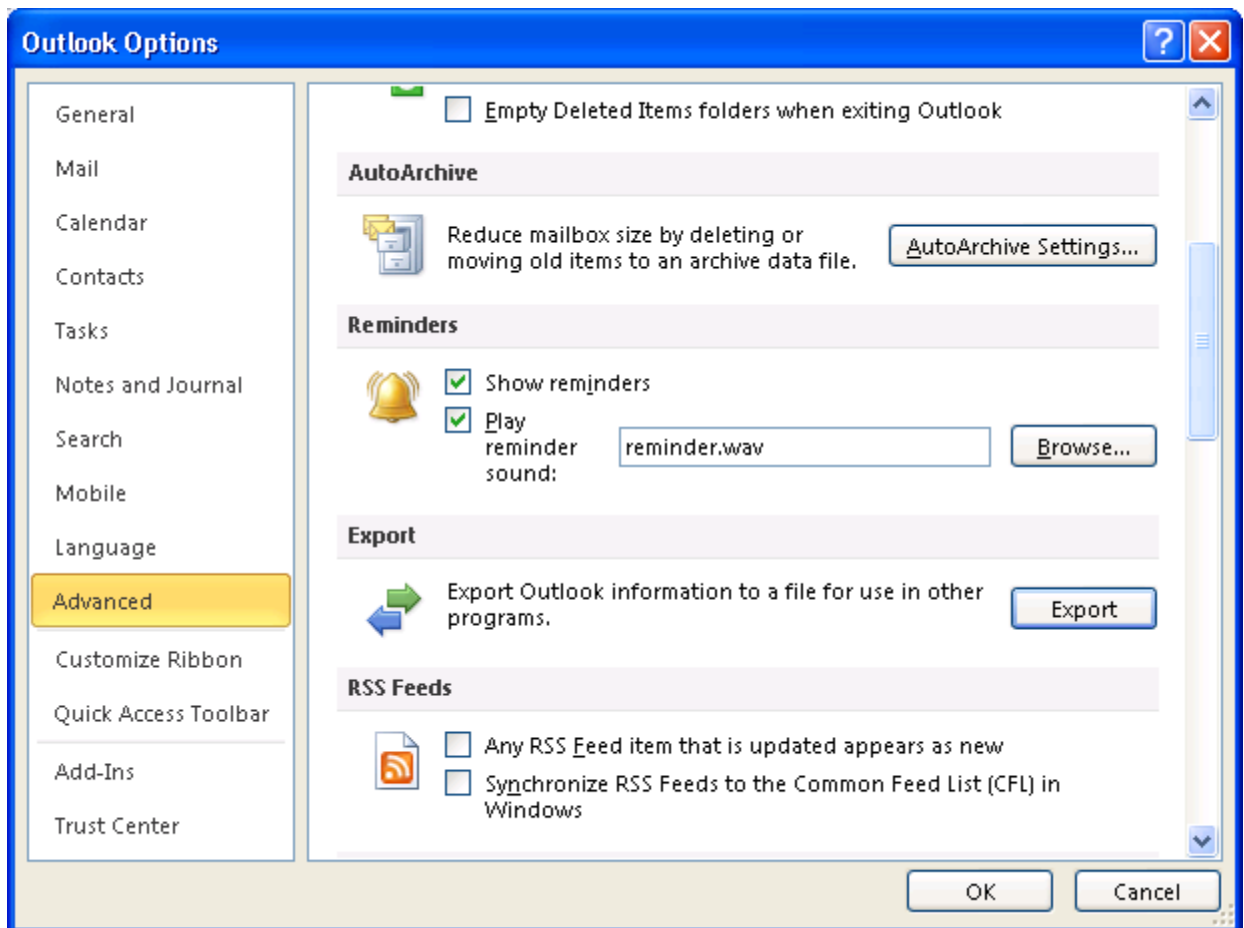 Outlook Options
General
Mail
Calendar
Contacts
Tasks
Notes and Journal
Search
Mobile
Language
Advanced
Customize Ribbon
Quick Access Toolbar
Add-Ins
Trust Center
Empty Deleted Items folders when exiting Outlook
AutoArchive
Reduce mailbox size by deleting or
moving old items to an archive data file.
AutoArchive Settings...
Reminders
Show reminders
Play
reminder
sound:
reminder.wav
Browse...
Export
Export Outlook information to a file for use in other
programs.
Export
RSS Feeds
Any RSS Feed item that is updated appears as new
Synchronize RSS Feeds to the Common Feed List (CFL) in
Windows
OK
Cancel